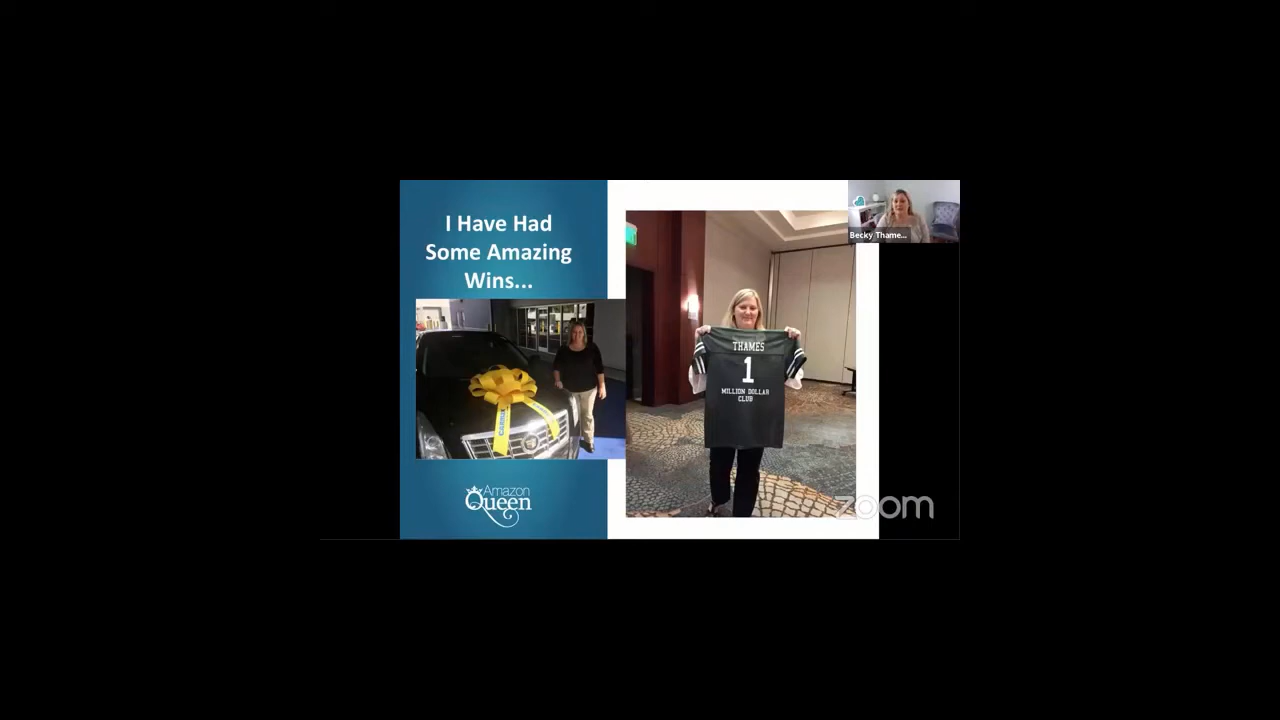 I Have Had
Some Amazing
Wins...
Becky Thame...
THAMES
1
MILLION DOLLAR
CLUB
Amazon
Queen
zoom